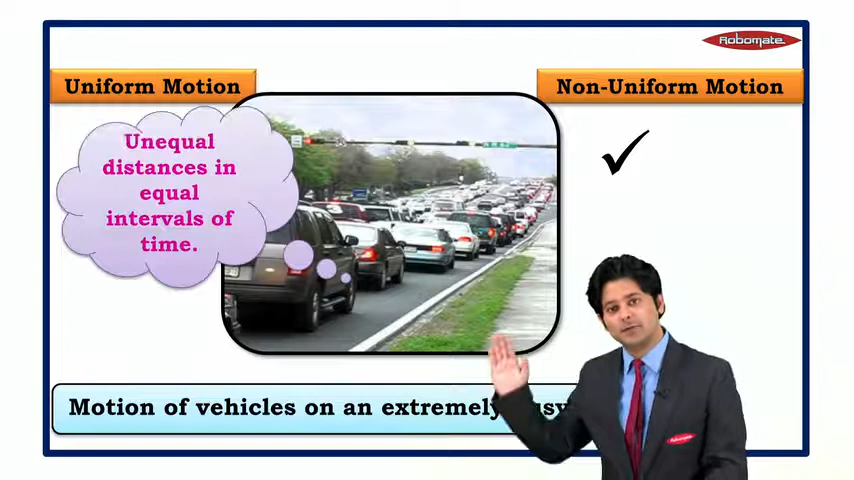 Robomate
Uniform Motion
Non-Uniform Motion
Unequal
distances in
equal
intervals of
time.
Motion of vehicles on an extremely